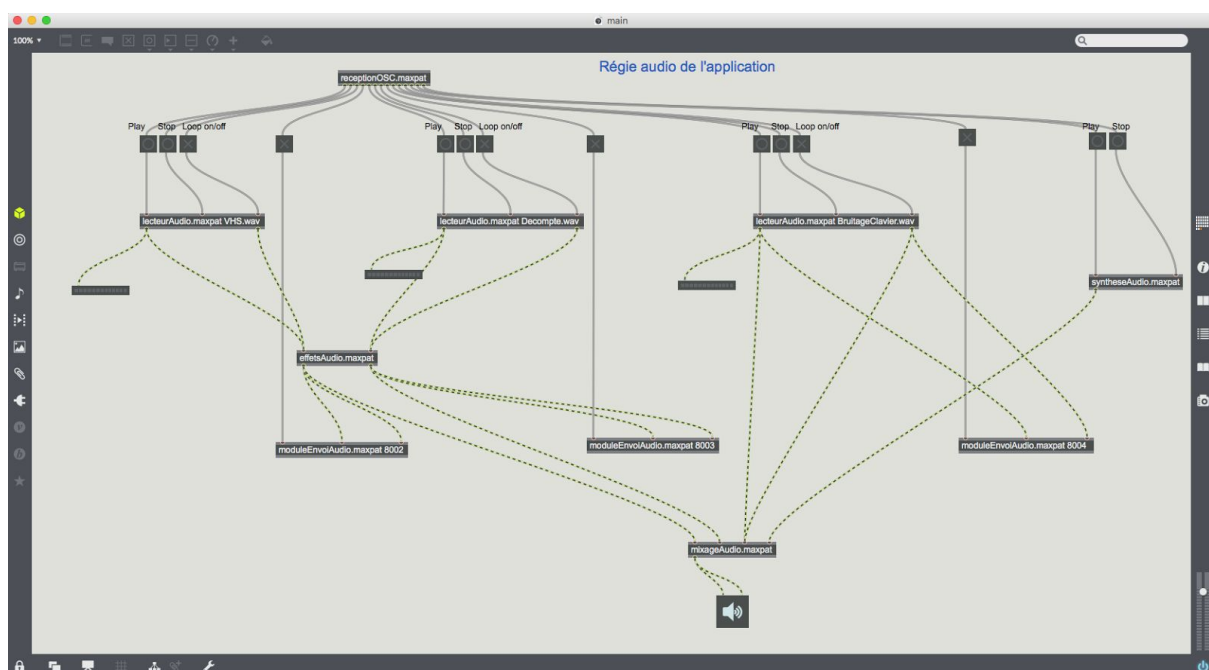 main
100%
Régie audio de l'application
receptionOSC.maxpat
Play Stop Loop on/off
Play Stop Loop on/off
Play Stop Loop on/off
Play Stop
lecteurAudio.maxpat VHS.wav
lecteurAudio.maxpat Decompte.wav
lecteurAudio.maxpat BruitageClavier.wav
syntheseAudio.maxpat
effetsAudio.maxpat
moduleEnvoiAudio.maxpat 8002
moduleEnvoiAudio.maxpat 8003
moduleEnvoiAudio.maxpat 8004
mixageAudio.maxpat